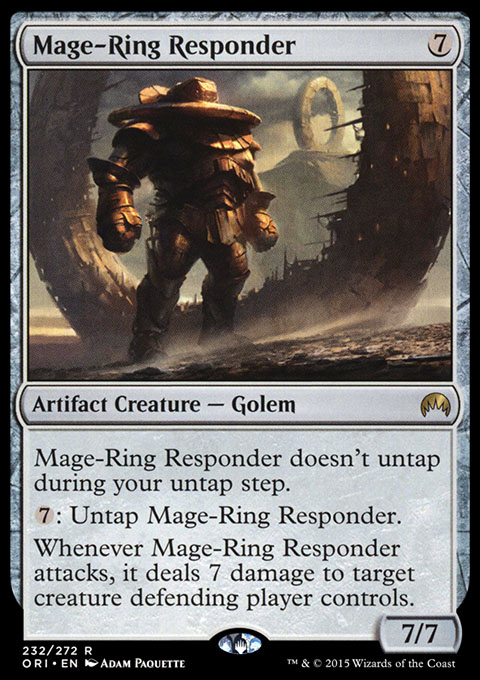 Mage-Ring Responder 7
Artifact Creature — Golem
Mage-Ring Responder doesn't untap
during your untap step.
7: Untap Mage-Ring Responder.
Whenever Mage-Ring Responder
attacks, it deals 7 damage to target
creature defending player controls.
7/7
232/272 R
ORI • EN Adam Paquette
™ & © 2015 Wizards of the Coast